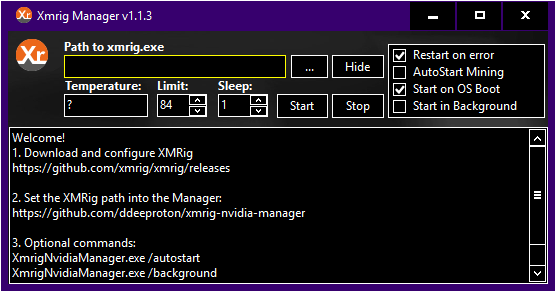 Xmrig Manager v1.1.3
Xr
Path to xmrig.exe
...
Hide
Temperature:
Limit:
Sleep:
?
84
1
Start
Stop
Restart on error
AutoStart Mining
Start on OS Boot
Start in Background
Welcome!
1. Download and configure XMRig
https://github.com/xmrig/xmrig/releases
2. Set the XMRig path into the Manager:
https://github.com/ddeeproton/xmrig-nvidia-manager
3. Optional commands:
XmrigNvidiaManager.exe /autostart
XmrigNvidiaManager.exe /background